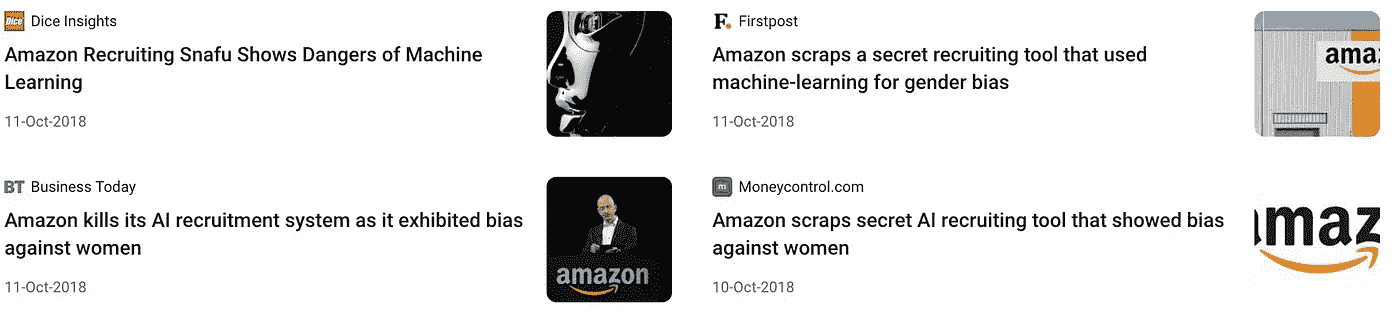 Dice
Dice Insights
Amazon Recruiting Snafu Shows Dangers of Machine
Learning
11-Oct-2018
F.
Firstpost
Amazon scraps a secret recruiting tool that used
machine-learning for gender bias
11-Oct-2018
ama
BT
Business Today
Amazon kills its AI recruitment system as it exhibited bias
against women
11-Oct-2018
amazon
m
Moneycontrol.com
Amazon scraps secret AI recruiting tool that showed bias
against women
10-Oct-2018
amaz